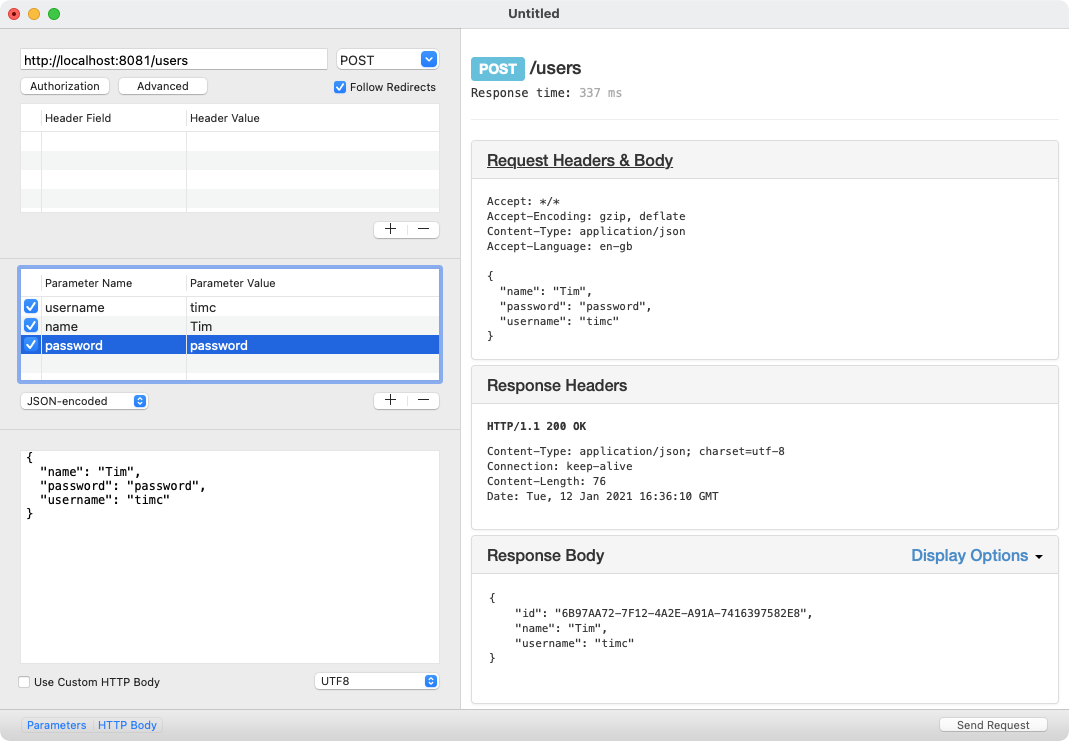 Untitled
http://localhost:8081/users
POST
Authorization
Advanced
Follow Redirects
Header Field
Header Value
+ −
Parameter Name
Parameter Value
username
timc
name
Tim
password
password
JSON-encoded
+ −
{
"name": "Tim",
"password": "password",
"username": "timc"
}
Use Custom HTTP Body
UTF8
Parameters
HTTP Body
POST /users
Response time: 337 ms
Request Headers & Body
Accept: */*
Accept-Encoding: gzip, deflate
Content-Type: application/json
Accept-Language: en-gb
{
"name": "Tim",
"password": "password",
"username": "timc"
}
Response Headers
HTTP/1.1 200 OK
Content-Type: application/json; charset=utf-8
Connection: keep-alive
Content-Length: 76
Date: Tue, 12 Jan 2021 16:36:10 GMT
Response Body
Display Options
{
"id": "6B97AA72-7F12-4A2E-A91A-7416397582E8",
"name": "Tim",
"username": "timc"
}
Send Request